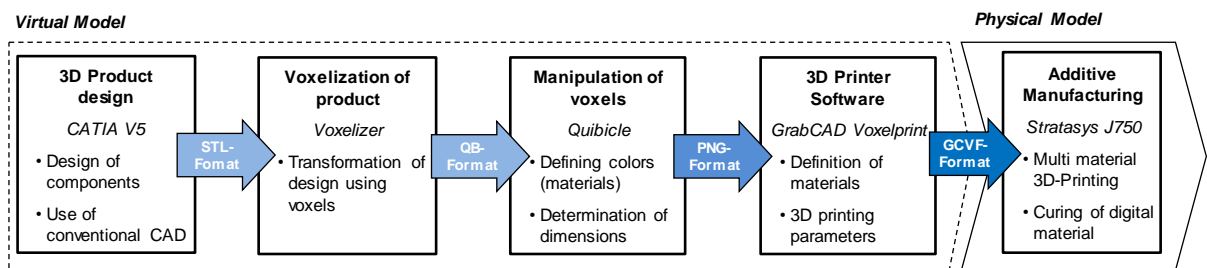 Virtual Model
Physical Model
3D Product
design
CATIA V5
• Design of
components
• Use of
conventional CAD
STL-
Fomat
Voxelization of
product
Voxelizer
• Transformation of
design using
voxels
QB-
Format
Manipulation of
voxels
Quibicle
• Defining colors
(materials)
• Determination of
dimensions
PNG-
Format
3D Printer
Software
GrabCAD Voxelprint
• Definition of
materials
• 3D printing
parameters
GCVF-
Format
Additive
Manufacturing
Stratasys J750
• Multi material
3D-Printing
• Curing of digital
material